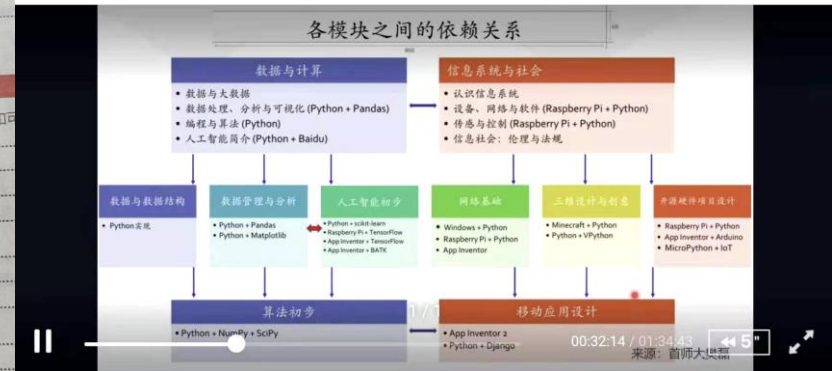 各模块之间的依赖关系
数据与计算
• 数据与大数据
• 数据处理、分析与可视化 (Python + Pandas)
• 编程与算法 (Python)
• 人工智能简介 (Python + Baidu)
信息系统与社会
• 认识信息系统
• 设备、网络与软件 (Raspberry Pi + Python)
• 传感与控制 (Raspberry Pi + Python)
• 信息社会：伦理与法规
数据与数据结构
• Python实现
数据管理与分析
• Python + Pandas
• Python + Matplotlib
人工智能初步
• Python + scikit-learn
• Raspberry Pi + TensorFlow
• App Inventor + TensorFlow
• App Inventor + BATK
网络基础
• Windows + Python
• Raspberry Pi + Python
• App Inventor
三维设计与创意
• Minecraft + Python
• Python + VPython
开源硬件项目设计
• Raspberry Pi + Python
• App Inventor + Arduino
• MicroPython + IoT
算法初步
• Python + NumPy + SciPy
移动应用设计
• App Inventor 2
• Python + Django
00:32:14 / 01:34:43
5"
来源：首师大樊磊